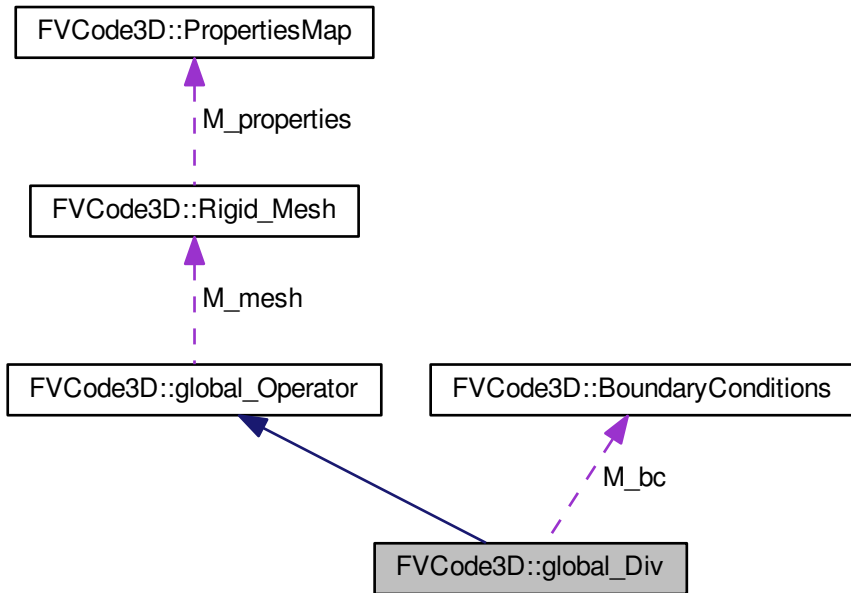 FVCode3D::PropertiesMap
M_properties
FVCode3D::Rigid_Mesh
M_mesh
FVCode3D::global_Operator
FVCode3D::BoundaryConditions
M_bc
FVCode3D::global_Div